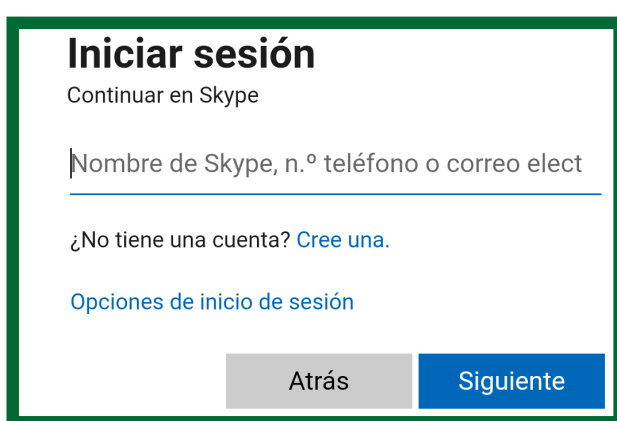 Iniciar sesión
Continuar en Skype
Nombre de Skype, n.º teléfono o correo elect
¿No tiene una cuenta? Cree una.
Opciones de inicio de sesión
Atrás
Siguiente